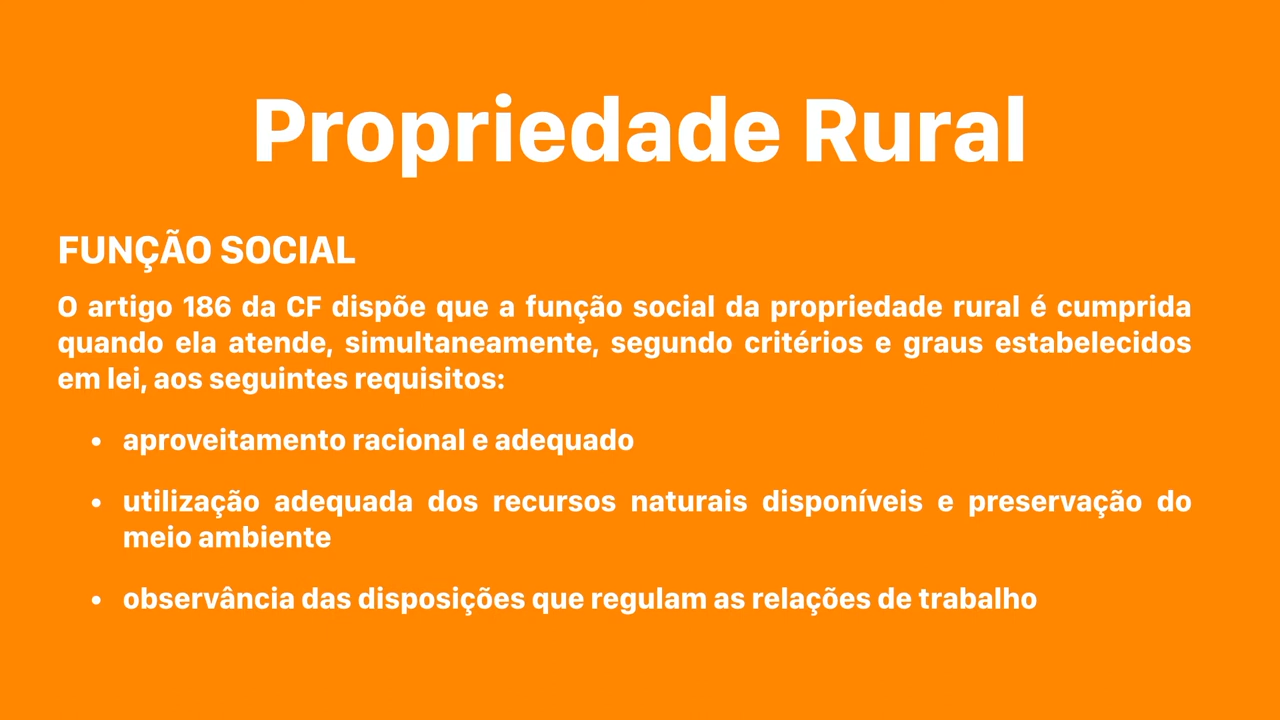 Propriedade Rural
FUNÇÃO SOCIAL
O artigo 186 da CF dispõe que a função social da propriedade rural é cumprida
quando ela atende, simultaneamente, segundo critérios e graus estabelecidos
em lei, aos seguintes requisitos:
• aproveitamento racional e adequado
• utilização adequada dos recursos naturais disponíveis e preservação do
meio ambiente
• observância das disposições que regulam as relações de trabalho